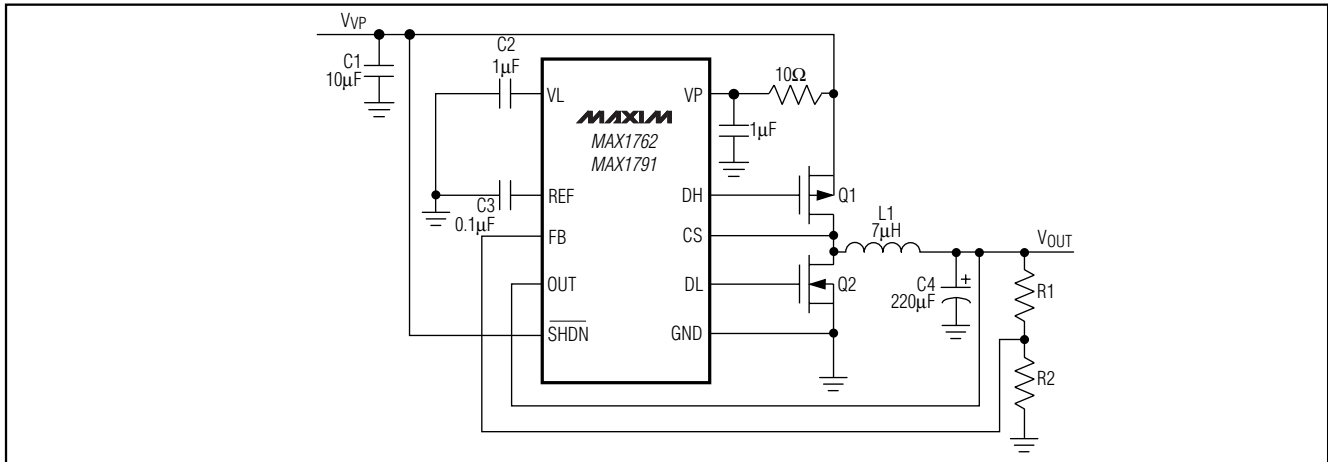 VVP
C1
10μF
C2
1μF
VL
VP
10Ω
1μF
MAXIM
MAX1762
MAX1791
REF
C3
0.1μF
DH
Q1
FB
CS
L1
7μH
VOUT
OUT
DL
Q2
C4
+
220μF
R1
SHDN
GND
R2